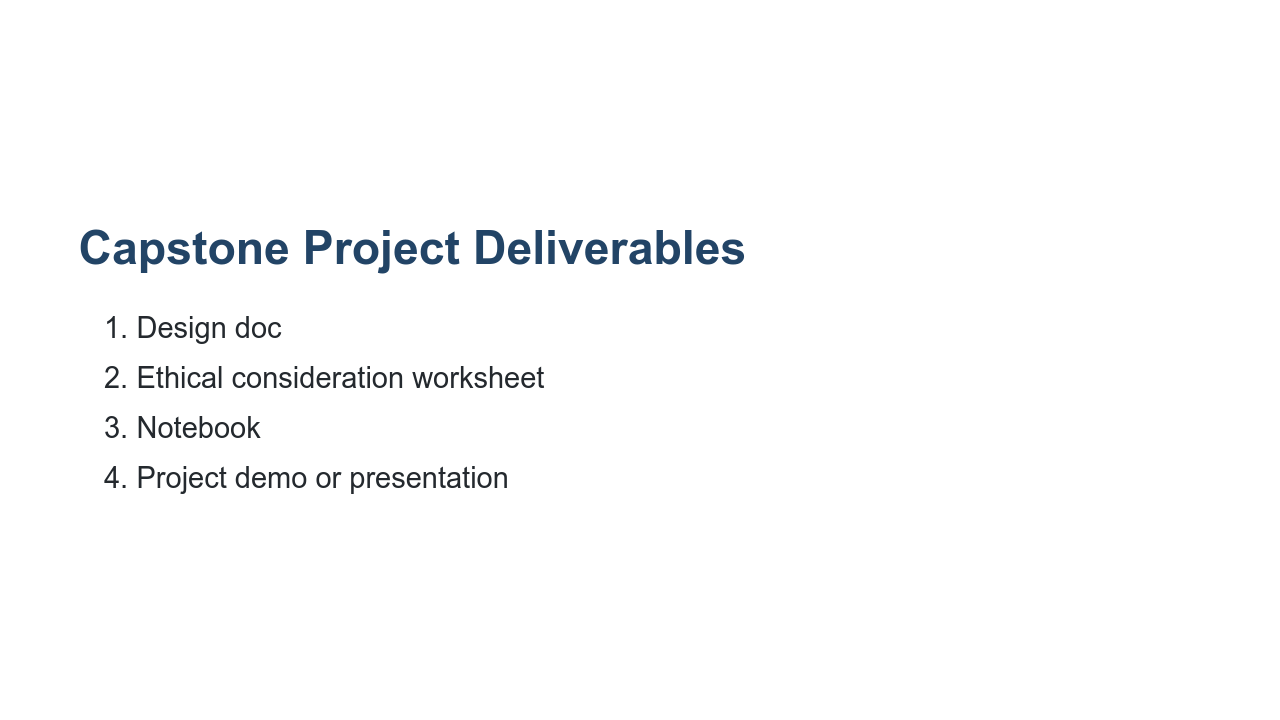 Capstone Project Deliverables
1. Design doc
2. Ethical consideration worksheet
3. Notebook
4. Project demo or presentation